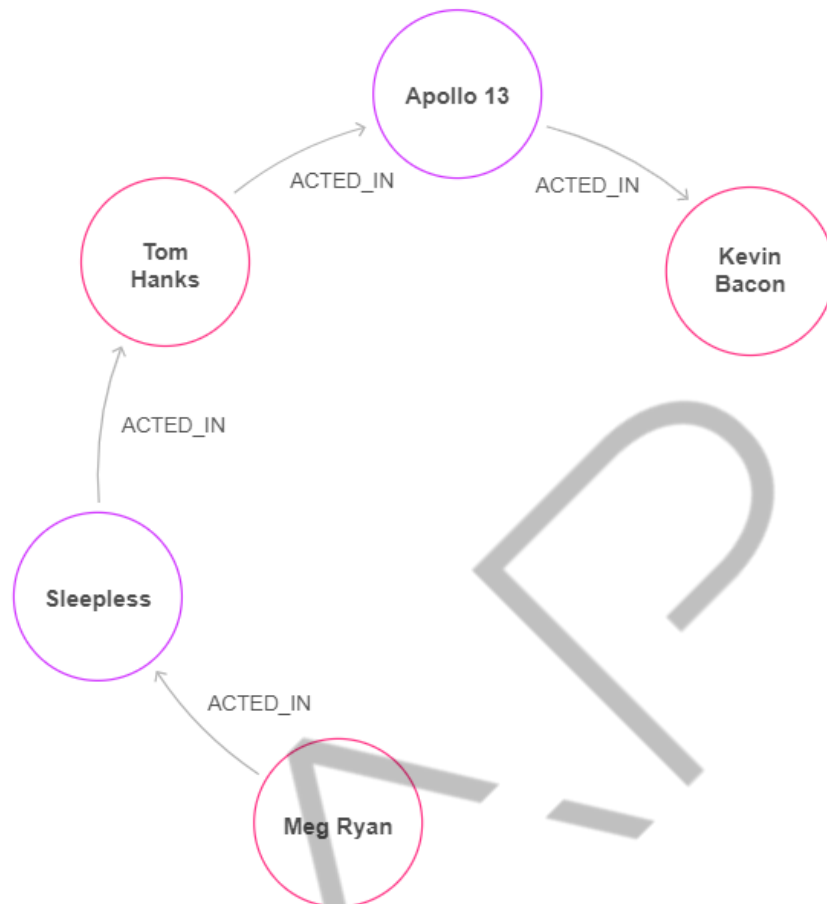 Apollo 13
ACTED_IN
ACTED_IN
Tom
Hanks
Kevin
Bacon
ACTED_IN
Sleepless
ACTED_IN
Meg Ryan